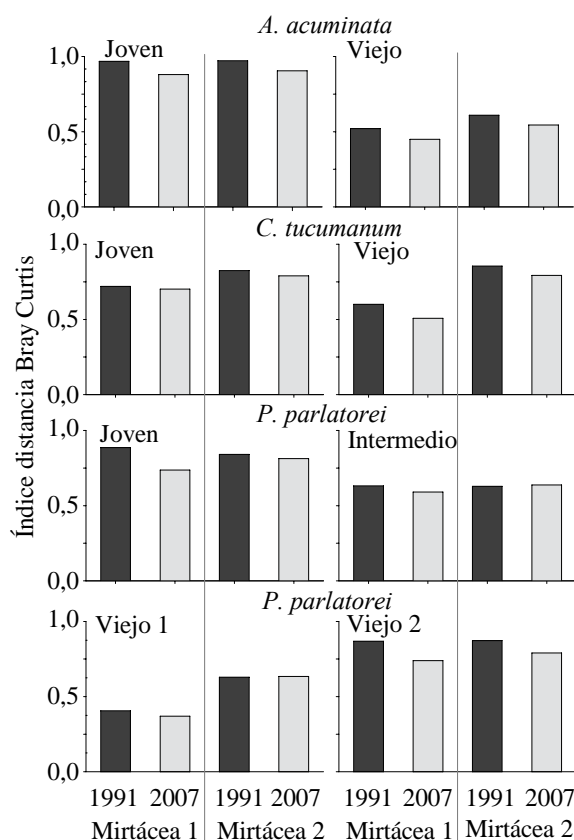 A. acuminata
Joven Viejo
1,0
0,5
0,0
C. tucumanum
Joven Viejo
1,0
0,5
0,0
P. parlatorei
Joven Intermedio
1,0
0,5
0,0
P. parlatorei
Viejo 1 Viejo 2
1,0
0,5
0,0
Índice distancia Bray Curtis
1991 2007 1991 2007 1991 2007 1991 2007
Mirtácea 1 Mirtácea 2 Mirtácea 1 Mirtácea 2